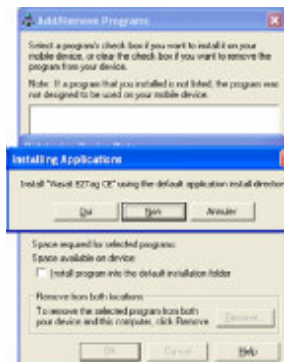 Add/Remove Programs
Select a program's check box if you want to install it on your
mobile device, or clear the check box if you want to remove the
program from your device.
Note: If a program that you installed is not listed, the program was
not designed to be used on your mobile device.
Installing Applications
Install "Vasat EZTag CE" using the default application install director
Oui
Non
Annuler
Space required for selected programs:
Space available on device:
Install program into the default installation folder
Remove from both locations
To remove the selected program from both
your device and this computer, click Remove.
Remove...
OK
Cancel
Help